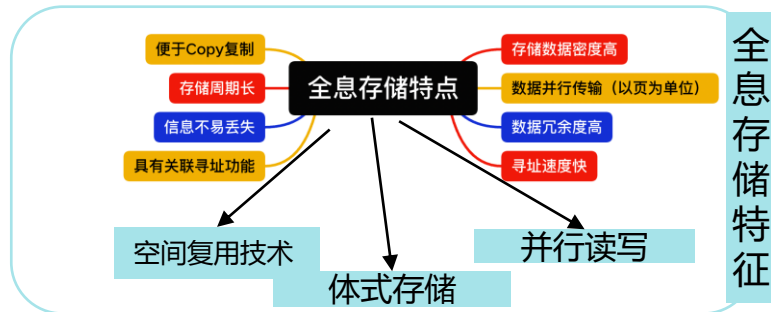 全息存储特点
便于Copy复制
存储周期长
信息不易丢失
具有关联寻址功能
存储数据密度高
数据并行传输（以页为单位）
数据冗余度高
寻址速度快
空间复用技术
体式存储
并行读写
全息存储特征